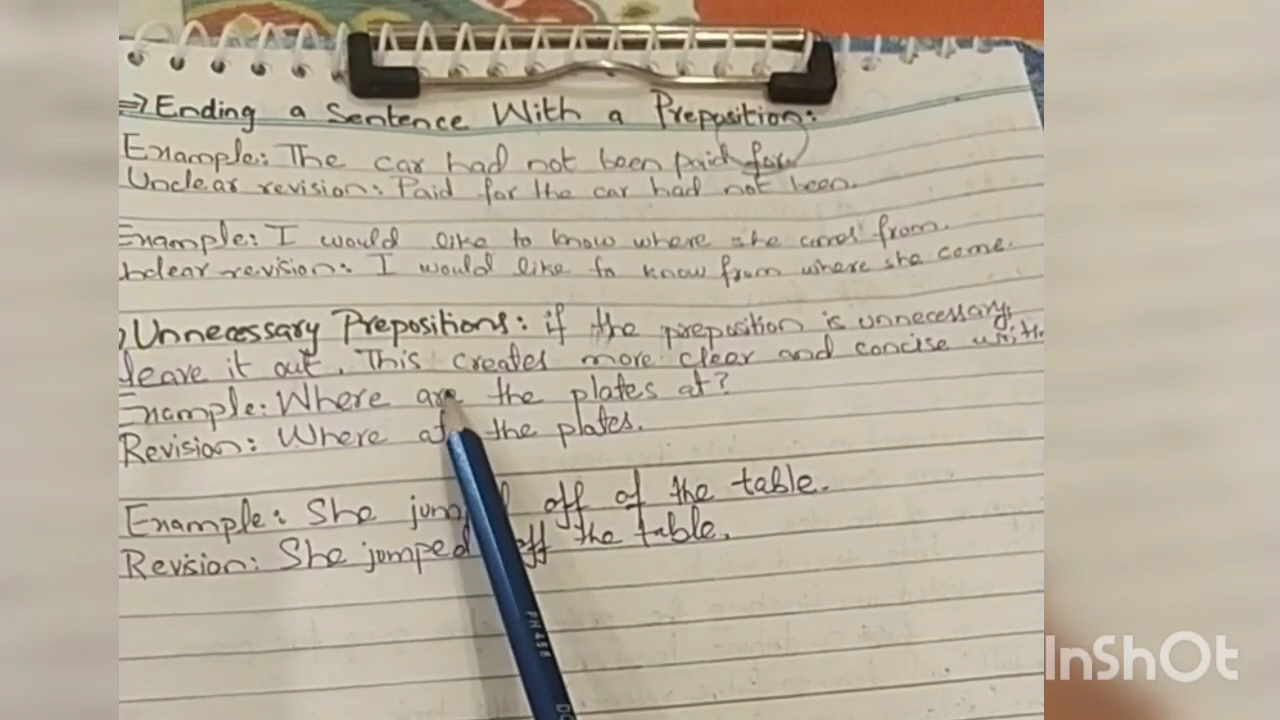 => Ending a Sentence With a Preposition:
Example: The car had not been paid for.
Unclear revision: Paid for the car had not been.
Example: I would like to know where she comes from.
revision: I would like to know from where she come.
Unnecessary Prepositions: if the preposition is unnecessary,
leave it out. This creates more clear and concise
Example: Where are the plates at?
Revision: Where the plates.
Example: She off of the table.
Revision: She jumped off the table.
PN 456
InShOt